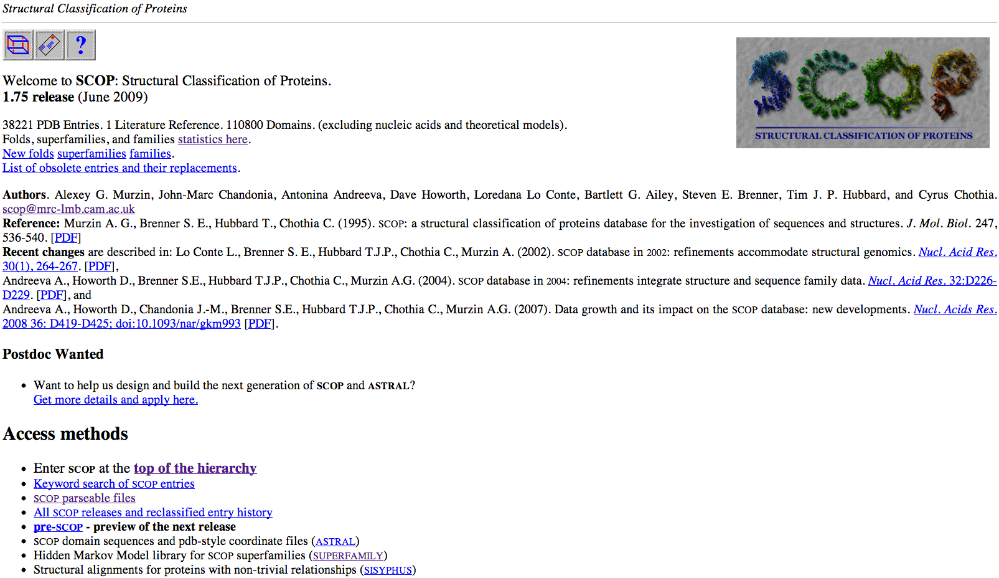 Structural Classification of Proteins
?
Welcome to SCOP: Structural Classification of Proteins.
1.75 release (June 2009)
SCOP
STRUCTURAL CLASSIFICATION OF PROTEINS
38221 PDB Entries. 1 Literature Reference. 110800 Domains. (excluding nucleic acids and theoretical models).
Folds, superfamilies, and families statistics here.
New folds superfamilies families.
List of obsolete entries and their replacements.
Authors. Alexey G. Murzin, John-Marc Chandonia, Antonina Andreeva, Dave Howorth, Loredana Lo Conte, Bartlett G. Ailey, Steven E. Brenner, Tim J. P. Hubbard, and Cyrus Chothia.
scop@mrc-lmb.cam.ac.uk
Reference: Murzin A. G., Brenner S. E., Hubbard T., Chothia C. (1995). SCOP: a structural classification of proteins database for the investigation of sequences and structures. J. Mol. Biol. 247,
536-540. [PDF]
Recent changes are described in: Lo Conte L., Brenner S. E., Hubbard T.J.P., Chothia C., Murzin A. (2002). SCOP database in 2002: refinements accommodate structural genomics. Nucl. Acid Res.
30(1), 264-267. [PDF],
Andreeva A., Howorth D., Brenner S.E., Hubbard T.J.P., Chothia C., Murzin A.G. (2004). SCOP database in 2004: refinements integrate structure and sequence family data. Nucl. Acid Res. 32:D226-
D229. [PDF], and
Andreeva A., Howorth D., Chandonia J.-M., Brenner S.E., Hubbard T.J.P., Chothia C., Murzin A.G. (2007). Data growth and its impact on the SCOP database: new developments. Nucl. Acids Res.
2008 36: D419-D425; doi:10.1093/nar/gkm993 [PDF].
Postdoc Wanted
• Want to help us design and build the next generation of SCOP and ASTRAL?
Get more details and apply here.
Access methods
• Enter SCOP at the top of the hierarchy
• Keyword search of SCOP entries
• SCOP parseable files
• All SCOP releases and reclassified entry history
• pre-SCOP - preview of the next release
• SCOP domain sequences and pdb-style coordinate files (ASTRAL)
• Hidden Markov Model library for SCOP superfamilies (SUPERFAMILY)
• Structural alignments for proteins with non-trivial relationships (SISYPHUS)